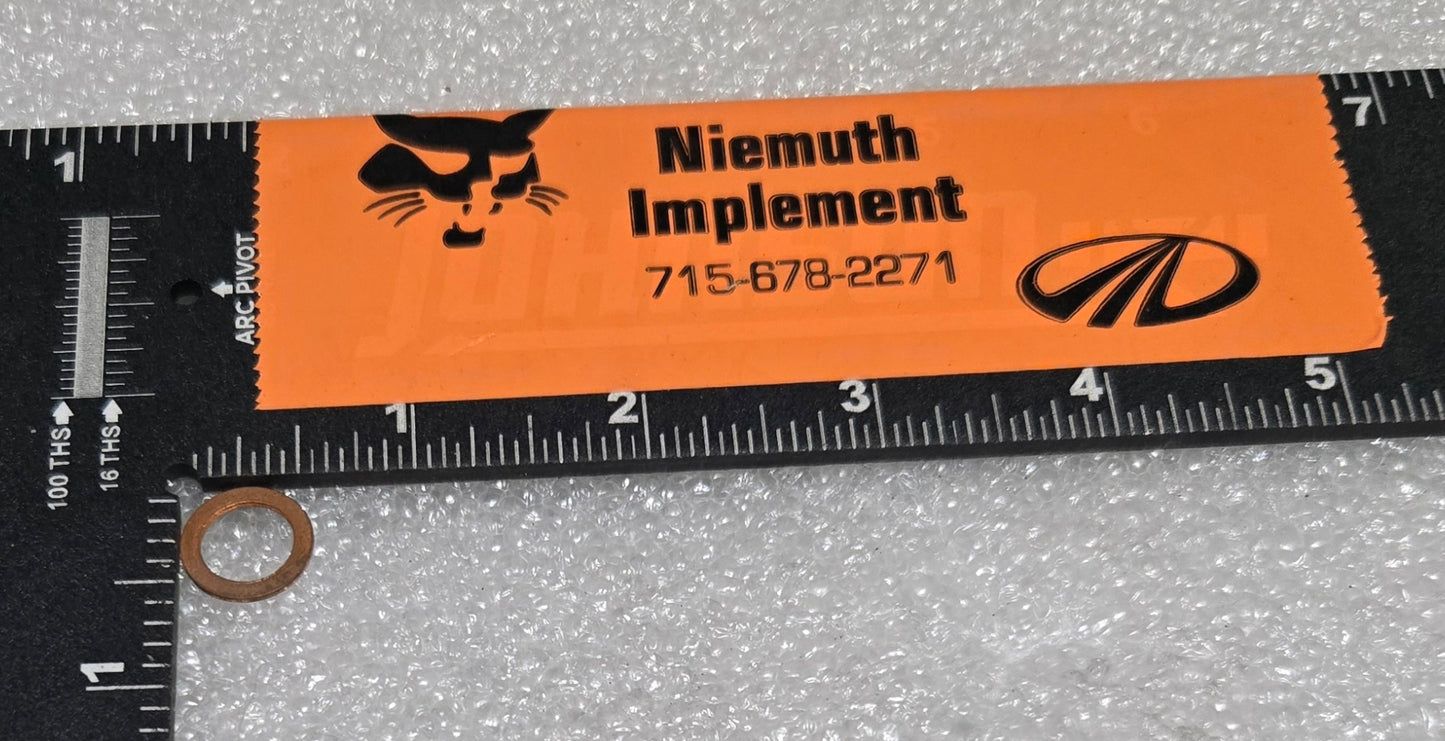 1
7
Niemuth
Implement
715-678-2271
ARC PIVOT
100 THS
16 THS
1
2
3
4
5
1